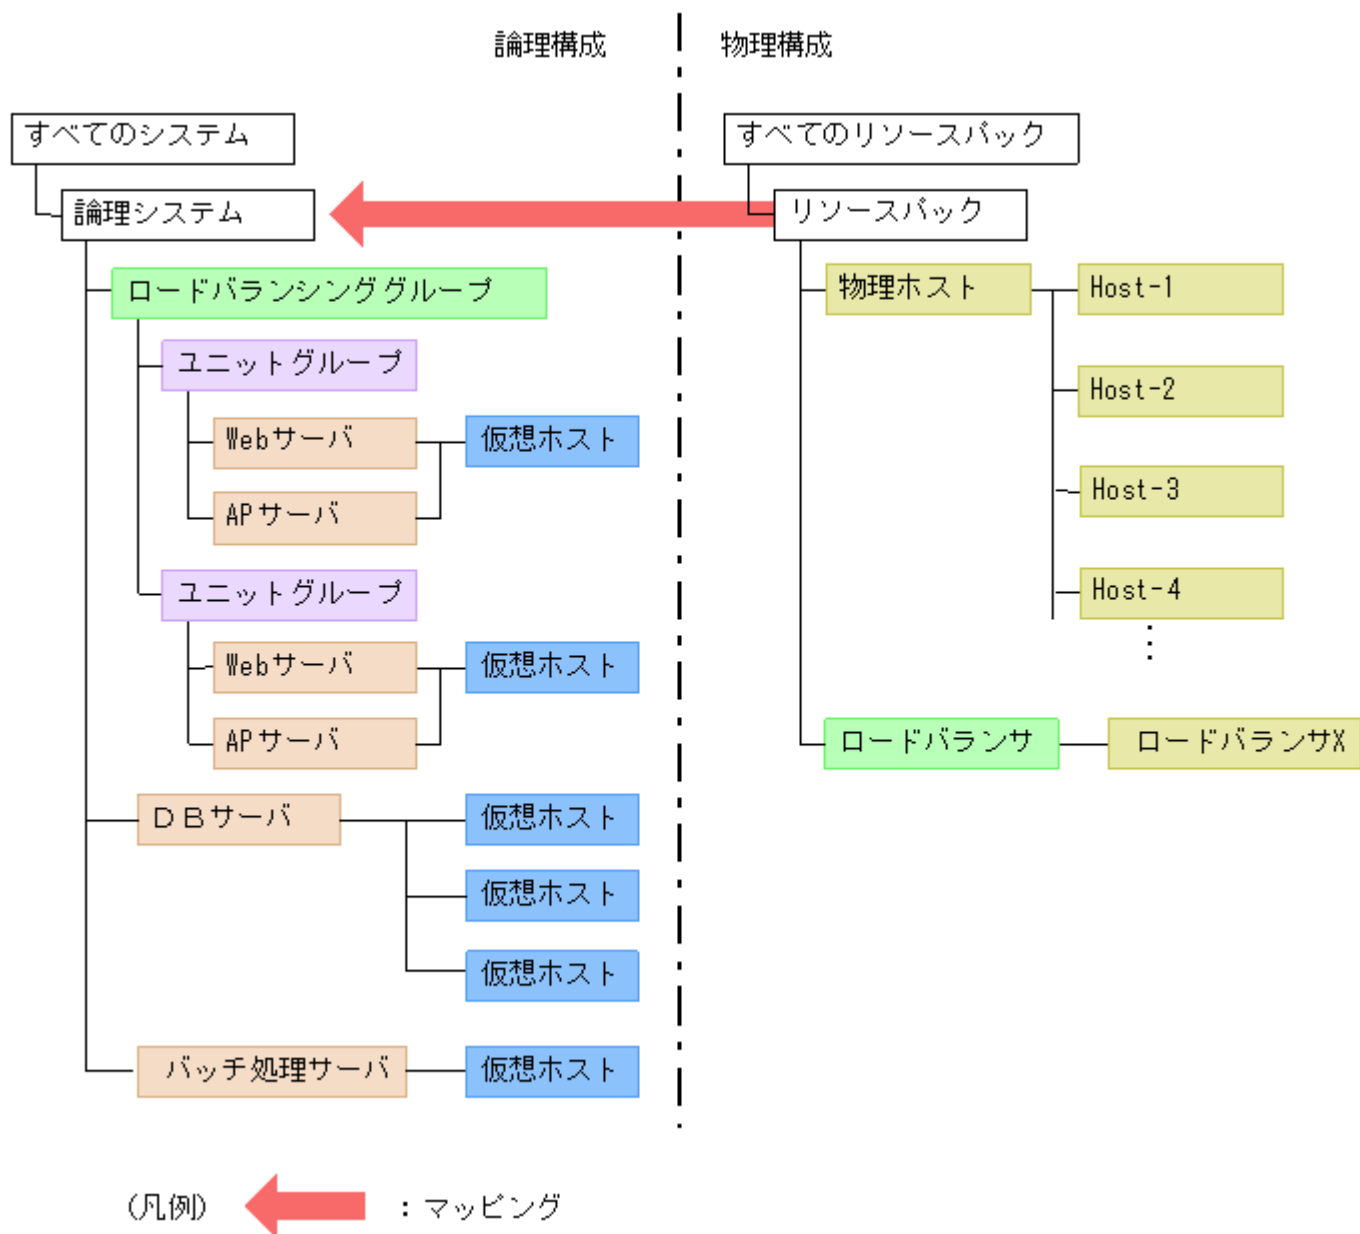 論理構成
物理構成
すべてのシステム
論理システム
ロードバランシンググループ
ユニットグループ
Webサーバ
仮想ホスト
APサーバ
ユニットグループ
Webサーバ
仮想ホスト
APサーバ
DBサーバ
仮想ホスト
仮想ホスト
仮想ホスト
バッチ処理サーバ
仮想ホスト
すべてのリソースパック
リソースパック
物理ホスト
Host-1
Host-2
Host-3
Host-4
⋮
ロードバランサ
ロードバランサX
(凡例)
：マッピング